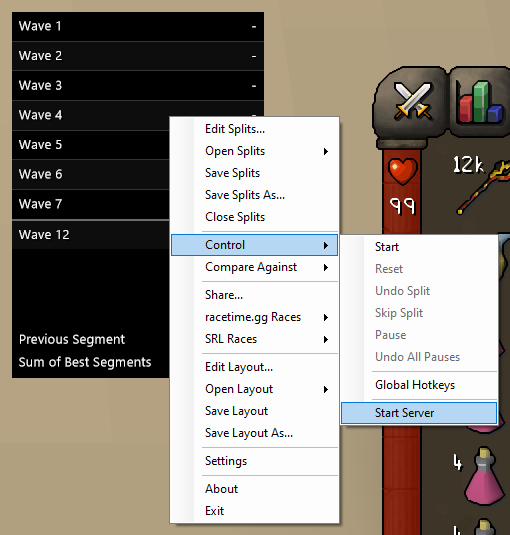 Wave 1 -
Wave 2 -
Wave 3 -
Wave 4 -
Wave 5
Wave 6
Wave 7
Wave 12
Previous Segment
Sum of Best Segments
Edit Splits...
Open Splits
Save Splits
Save Splits As...
Close Splits
Control
Compare Against
Share...
racetime.gg Races
SRL Races
Edit Layout...
Open Layout
Save Layout
Save Layout As...
Settings
About
Exit
Start
Reset
Undo Split
Skip Split
Pause
Undo All Pauses
Global Hotkeys
Start Server
12k
99
4
4